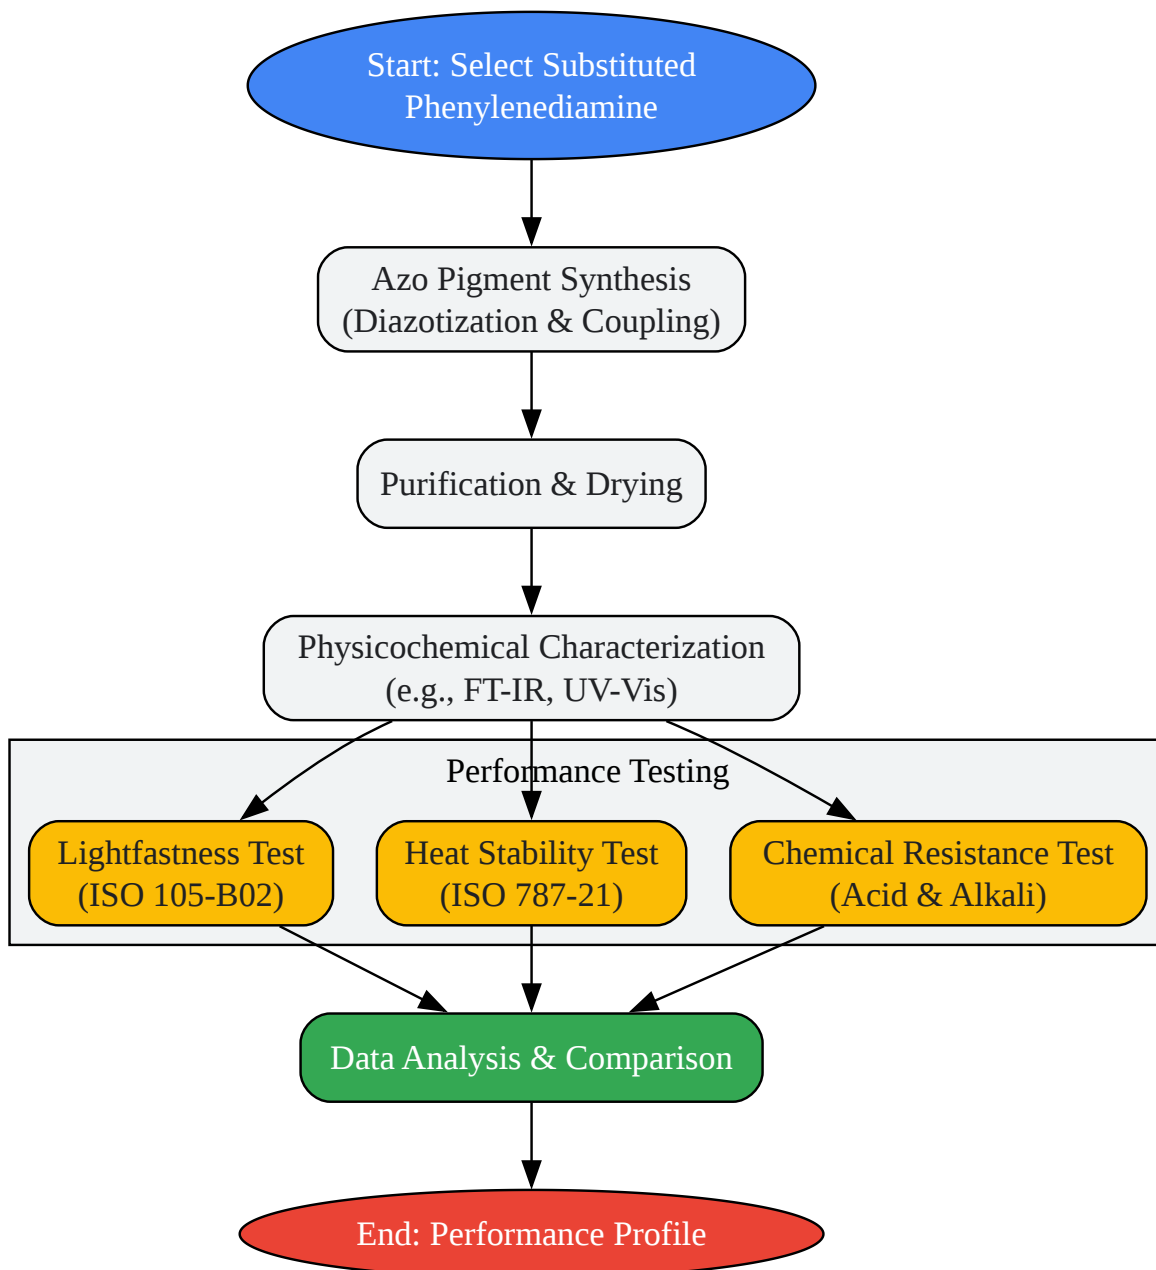 Start: Select Substituted
Phenylenediamine
Azo Pigment Synthesis
(Diazotization & Coupling)
Purification & Drying
Physicochemical Characterization
(e.g., FT-IR, UV-Vis)
Performance Testing
Lightfastness Test
(ISO 105-B02)
Heat Stability Test
(ISO 787-21)
Chemical Resistance Test
(Acid & Alkali)
Data Analysis & Comparison
End: Performance Profile